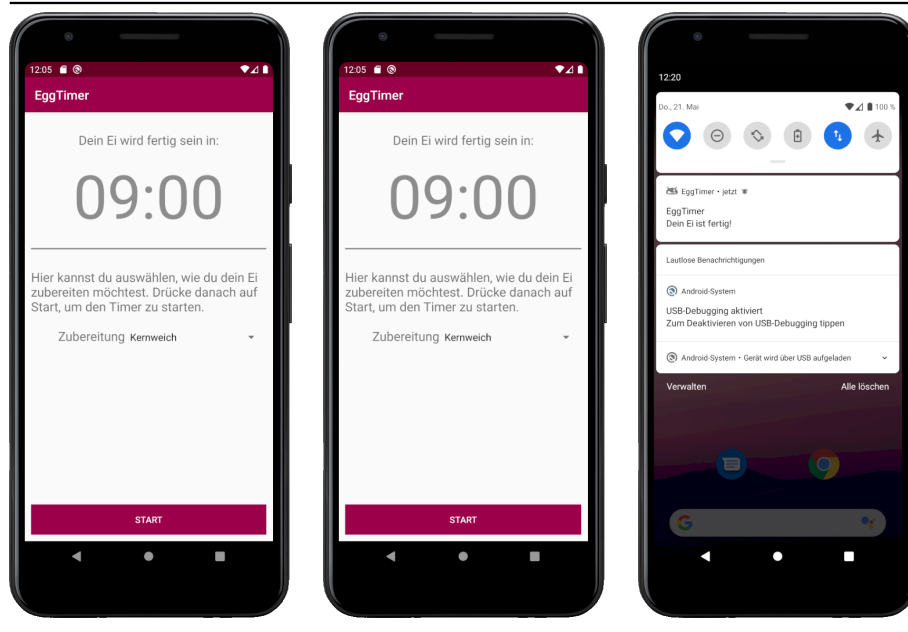 12:05
EggTimer
Dein Ei wird fertig sein in:
09:00
Hier kannst du auswählen, wie du dein Ei
zubereiten möchtest. Drücke danach auf
Start, um den Timer zu starten.
Zubereitung Kernweich
START
12:05
EggTimer
Dein Ei wird fertig sein in:
09:00
Hier kannst du auswählen, wie du dein Ei
zubereiten möchtest. Drücke danach auf
Start, um den Timer zu starten.
Zubereitung Kernweich
START
12:20
Do., 21. Mai 100 %
EggTimer • jetzt
EggTimer
Dein Ei ist fertig!
Lautlose Benachrichtigungen
Android-System
USB-Debugging aktiviert
Zum Deaktivieren von USB-Debugging tippen
Android-System • Gerät wird über USB aufgeladen
Verwalten Alle löschen
G